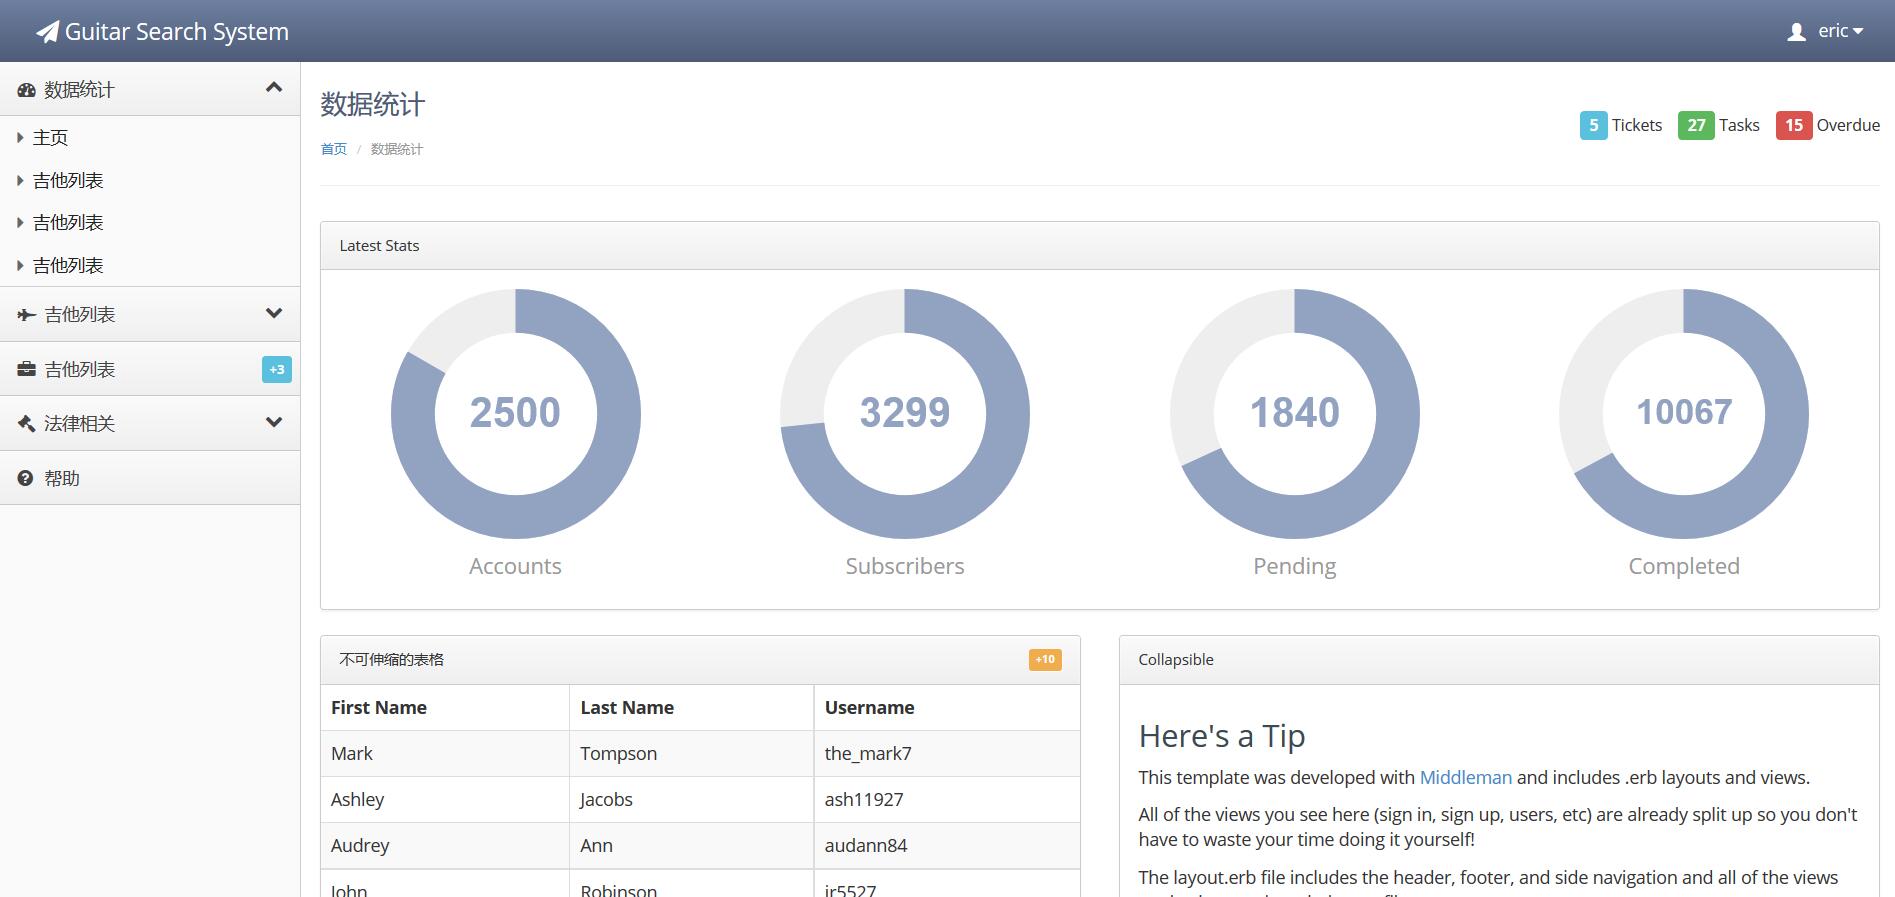 Guitar Search System
eric
数据统计
主页
吉他列表
吉他列表
吉他列表
吉他列表
吉他列表 +3
法律相关
帮助
数据统计
首页 / 数据统计
5 Tickets 27 Tasks 15 Overdue
Latest Stats
2500 3299 1840 10067
Accounts Subscribers Pending Completed
不可伸缩的表格 +10
First Name Last Name Username
Mark Tompson the_mark7
Ashley Jacobs ash11927
Audrey Ann audann84
John Robinson jr5527
Collapsible
Here's a Tip
This template was developed with Middleman and includes .erb layouts and views.
All of the views you see here (sign in, sign up, users, etc) are already split up so you don't
have to waste your time doing it yourself!
The layout.erb file includes the header, footer, and side navigation and all of the views